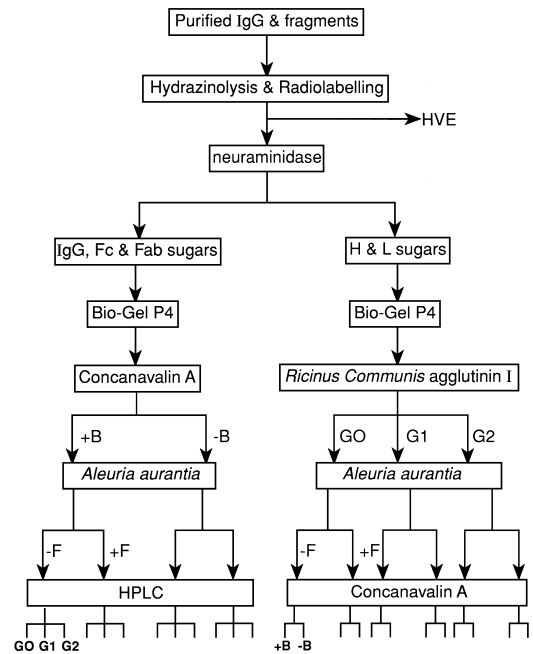 Purified IgG & fragments
Hydrazinolysis & Radiolabelling
HVE
neuraminidase
IgG, Fc & Fab sugars
H & L sugars
Bio-Gel P4
Bio-Gel P4
Concanavalin A
Ricinus Communis agglutinin I
+B
-B
GO
G1
G2
Aleuria aurantia
Aleuria aurantia
-F
+F
-F
+F
HPLC
Concanavalin A
GO G1 G2
+B -B